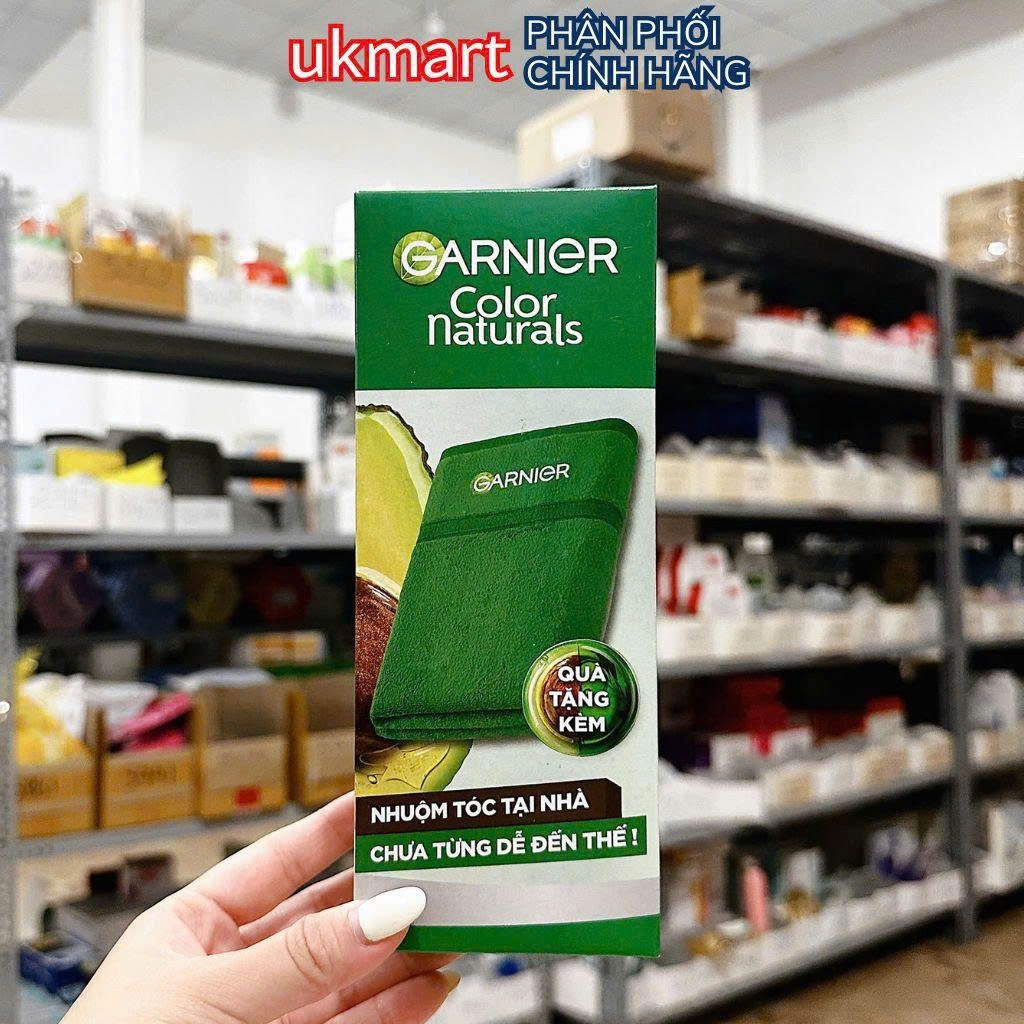 ukmart
PHÂN PHỐI
CHÍNH HÃNG
GARNIER
Color
naturals
GARNIER
QUÀ
TẶNG
KÈM
NHUỘM TÓC TẠI NHÀ
CHƯA TỪNG DỄ ĐẾN THẾ !